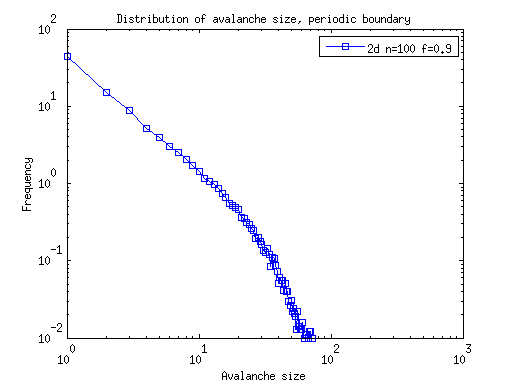 Distribution of avalanche size, periodic boundary
2d n=100 f=0.9
10^2
10^1
10^0
10^-1
10^-2
Frequency
10^0 10^1 10^2 10^3
Avalanche size